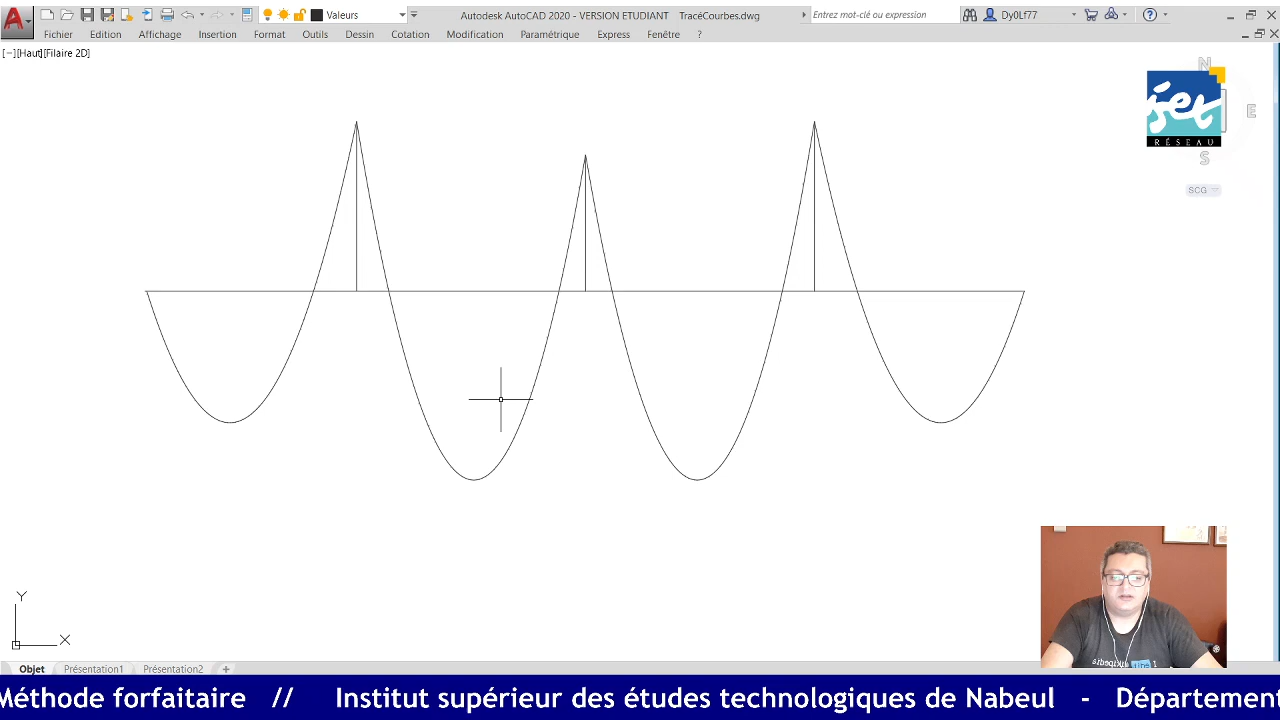 Valeurs
Autodesk AutoCAD 2020 - VERSION ETUDIANT TracéCourbes.dwg
Entrez mot-clé ou expression
Dy0Lf77
Fichier Edition Affichage Insertion Format Outils Dessin Cotation Modification Paramétrique Express Fenêtre ?
[−][Haut][Filaire 2D]
N
E
S
iset
RÉSEAU
SCG
Y
X
Objet Présentation1 Présentation2 +
Méthode forfaitaire // Institut supérieur des études technologiques de Nabeul - Département